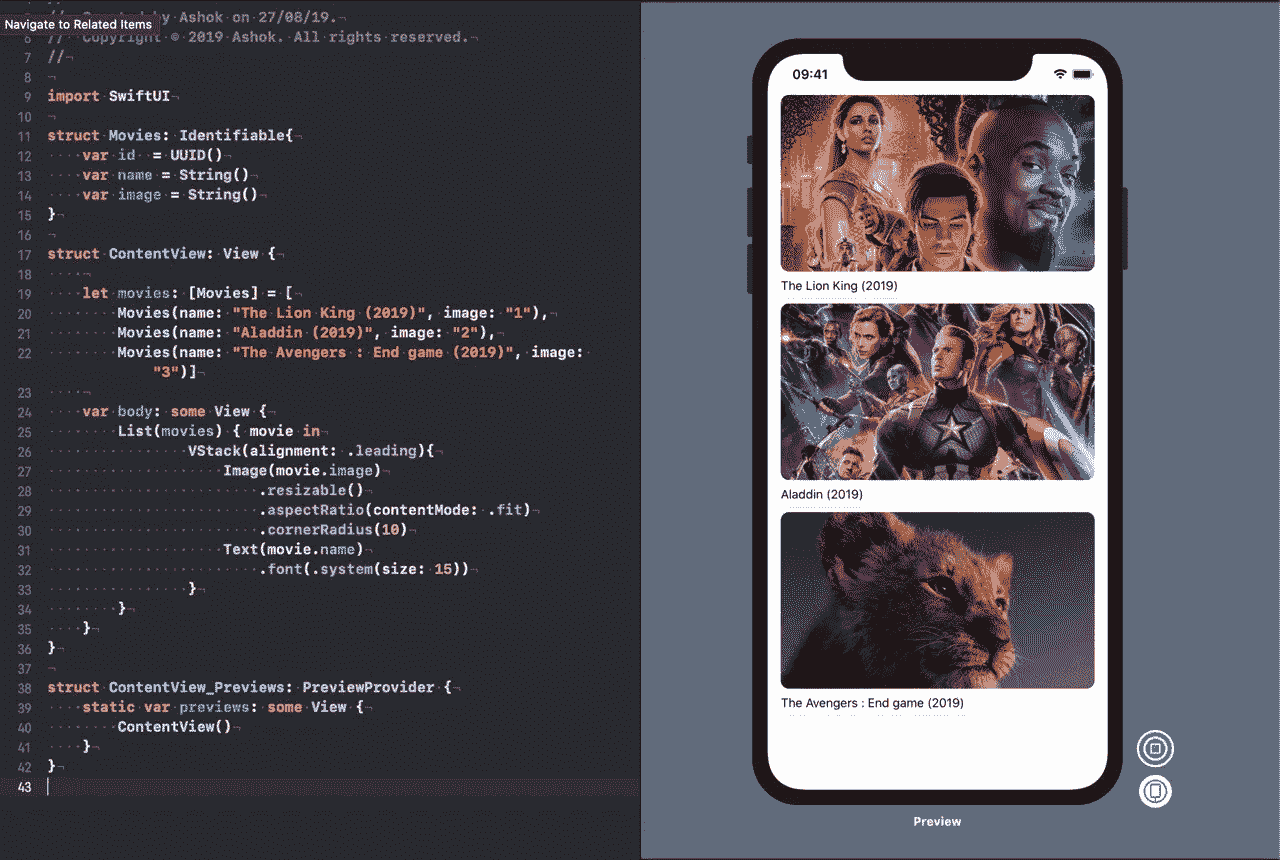 Navigate to Related Items
by Ashok on 27/08/19.
6 // Copyright © 2019 Ashok. All rights reserved.
7 //
8
9 import SwiftUI
10
11 struct Movies: Identifiable{
12 var id  = UUID()
13 var name = String()
14 var image = String()
15 }
16
17 struct ContentView: View {
18
19 let movies: [Movies] = [
20 Movies(name: "The Lion King (2019)", image: "1"),
21 Movies(name: "Aladdin (2019)", image: "2"),
22 Movies(name: "The Avengers : End game (2019)", image:
"3")]
23
24 var body: some View {
25 List(movies) { movie in
26 VStack(alignment: .leading){
27 Image(movie.image)
28 .resizable()
29 .aspectRatio(contentMode: .fit)
30 .cornerRadius(10)
31 Text(movie.name)
32 .font(.system(size: 15))
33 }
34 }
35 }
36 }
37
38 struct ContentView_Previews: PreviewProvider {
39 static var previews: some View {
40 ContentView()
41 }
42 }
43
09:41
The Lion King (2019)
Aladdin (2019)
The Avengers : End game (2019)
Preview